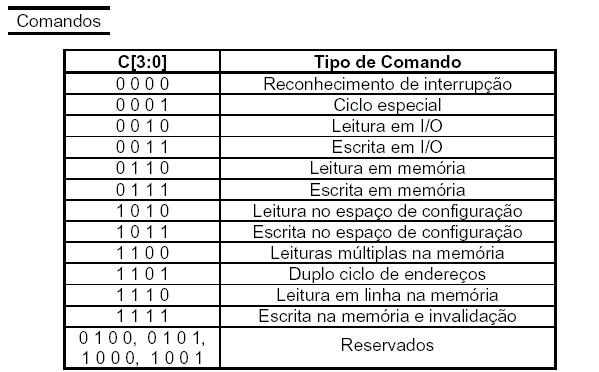 Comandos
C[3:0] Tipo de Comando
0 0 0 0 Reconhecimento de interrupção
0 0 0 1 Ciclo especial
0 0 1 0 Leitura em I/O
0 0 1 1 Escrita em I/O
0 1 1 0 Leitura em memória
0 1 1 1 Escrita em memória
1 0 1 0 Leitura no espaço de configuração
1 0 1 1 Escrita no espaço de configuração
1 1 0 0 Leituras múltiplas na memória
1 1 0 1 Duplo ciclo de endereços
1 1 1 0 Leitura em linha na memória
1 1 1 1 Escrita na memória e invalidação
0 1 0 0, 0 1 0 1,
1 0 0 0, 1 0 0 1 Reservados